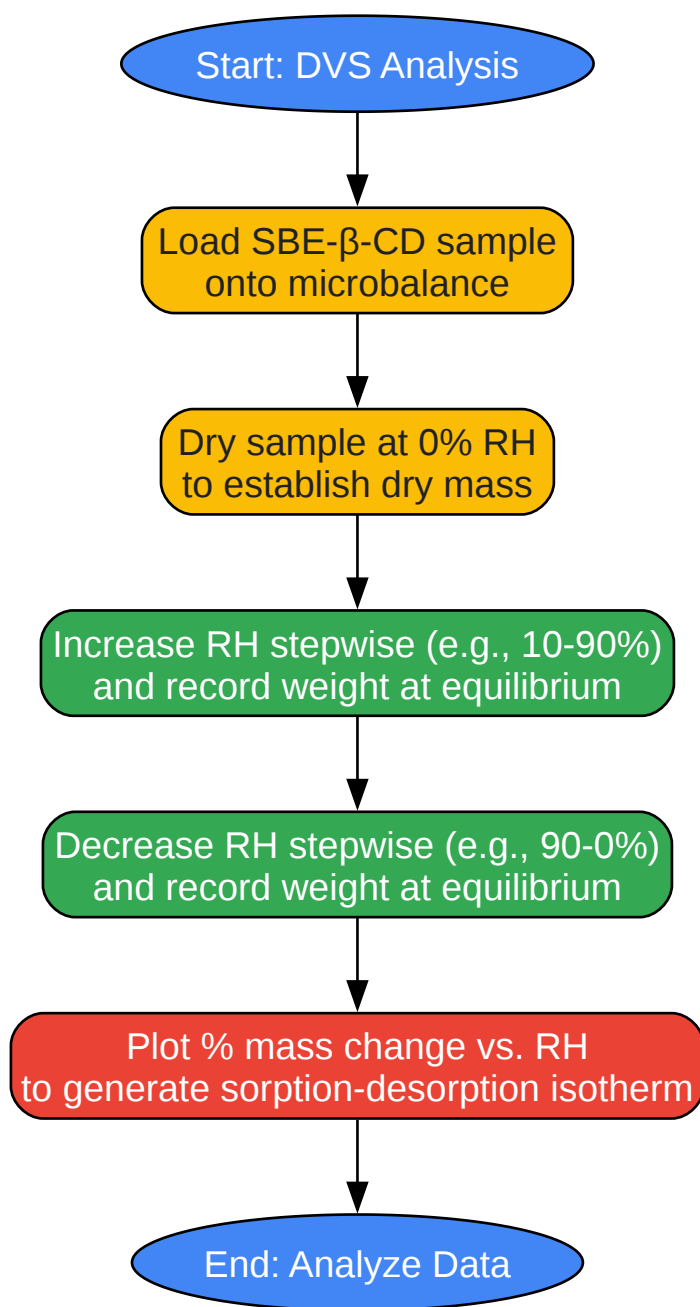 Start: DVS Analysis
Load SBE-β-CD sample
onto microbalance
Dry sample at 0% RH
to establish dry mass
Increase RH stepwise (e.g., 10-90%)
and record weight at equilibrium
Decrease RH stepwise (e.g., 90-0%)
and record weight at equilibrium
Plot % mass change vs. RH
to generate sorption-desorption isotherm
End: Analyze Data